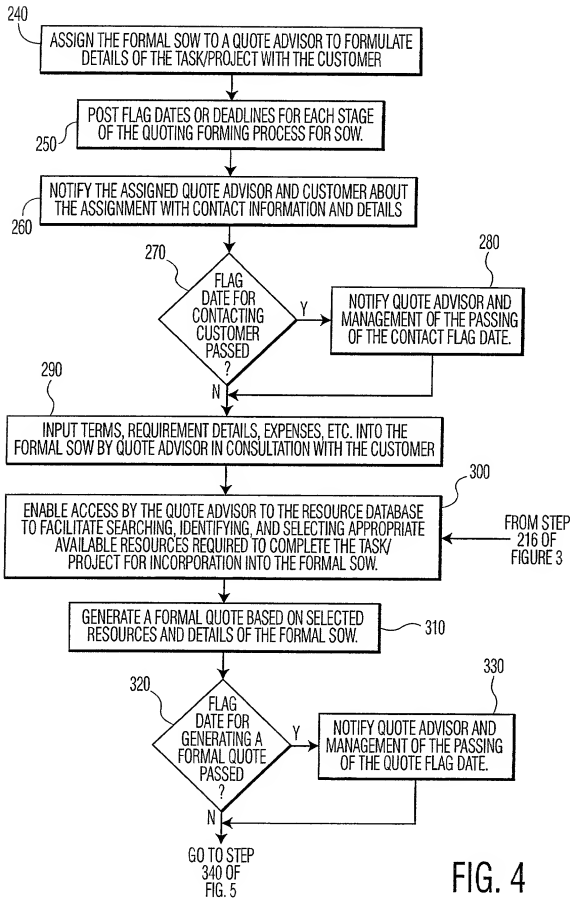 240
ASSIGN THE FORMAL SOW TO A QUOTE ADVISOR TO FORMULATE
DETAILS OF THE TASK/PROJECT WITH THE CUSTOMER
POST FLAG DATES OR DEADLINES FOR EACH STAGE
OF THE QUOTING FORMING PROCESS FOR SOW.
250
NOTIFY THE ASSIGNED QUOTE ADVISOR AND CUSTOMER ABOUT
THE ASSIGNMENT WITH CONTACT INFORMATION AND DETAILS
260
270
FLAG
DATE FOR
CONTACTING
CUSTOMER
PASSED
?
Y
N
280
NOTIFY QUOTE ADVISOR AND
MANAGEMENT OF THE PASSING
OF THE CONTACT FLAG DATE.
290
INPUT TERMS, REQUIREMENT DETAILS, EXPENSES, ETC. INTO THE
FORMAL SOW BY QUOTE ADVISOR IN CONSULTATION WITH THE CUSTOMER
300
ENABLE ACCESS BY THE QUOTE ADVISOR TO THE RESOURCE DATABASE
TO FACILITATE SEARCHING, IDENTIFYING, AND SELECTING APPROPRIATE
AVAILABLE RESOURCES REQUIRED TO COMPLETE THE TASK/
PROJECT FOR INCORPORATION INTO THE FORMAL SOW.
FROM STEP
216 OF
FIGURE 3
GENERATE A FORMAL QUOTE BASED ON SELECTED
RESOURCES AND DETAILS OF THE FORMAL SOW.
310
320
FLAG
DATE FOR
GENERATING A
FORMAL QUOTE
PASSED
?
Y
N
330
NOTIFY QUOTE ADVISOR AND
MANAGEMENT OF THE PASSING
OF THE QUOTE FLAG DATE.
GO TO STEP
340 OF
FIG. 5
FIG. 4